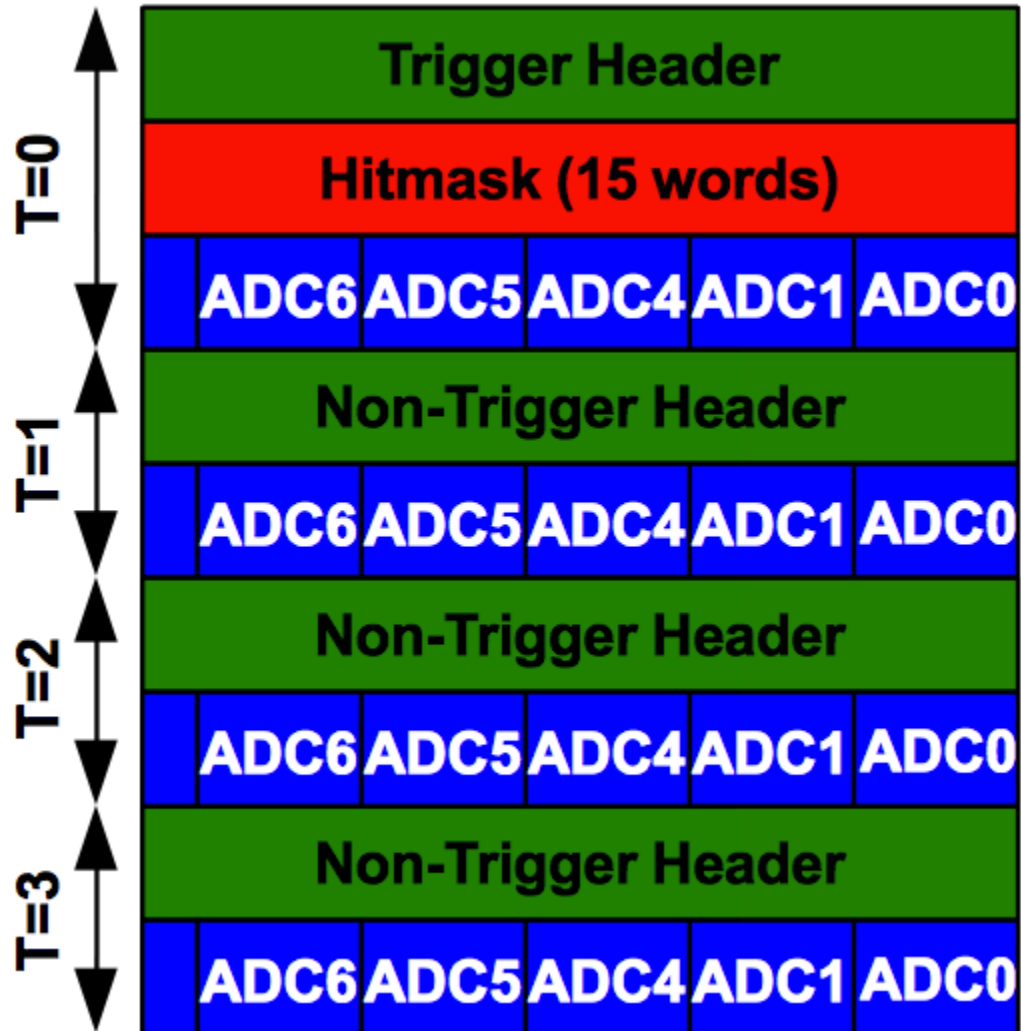 T=0
Trigger Header
Hitmask (15 words)
ADC6 ADC5 ADC4 ADC1 ADC0
T=1
Non-Trigger Header
ADC6 ADC5 ADC4 ADC1 ADC0
T=2
Non-Trigger Header
ADC6 ADC5 ADC4 ADC1 ADC0
T=3
Non-Trigger Header
ADC6 ADC5 ADC4 ADC1 ADC0